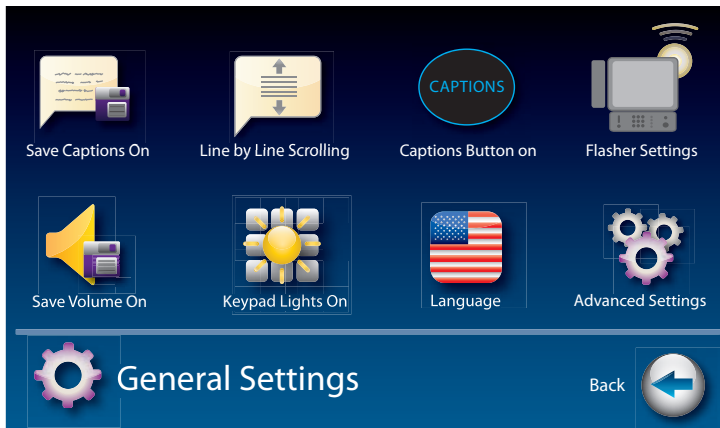 CAPTIONS
Save Captions On
Line by Line Scrolling
Captions Button on
Flasher Settings
Save Volume On
Keypad Lights On
Language
Advanced Settings
General Settings
Back